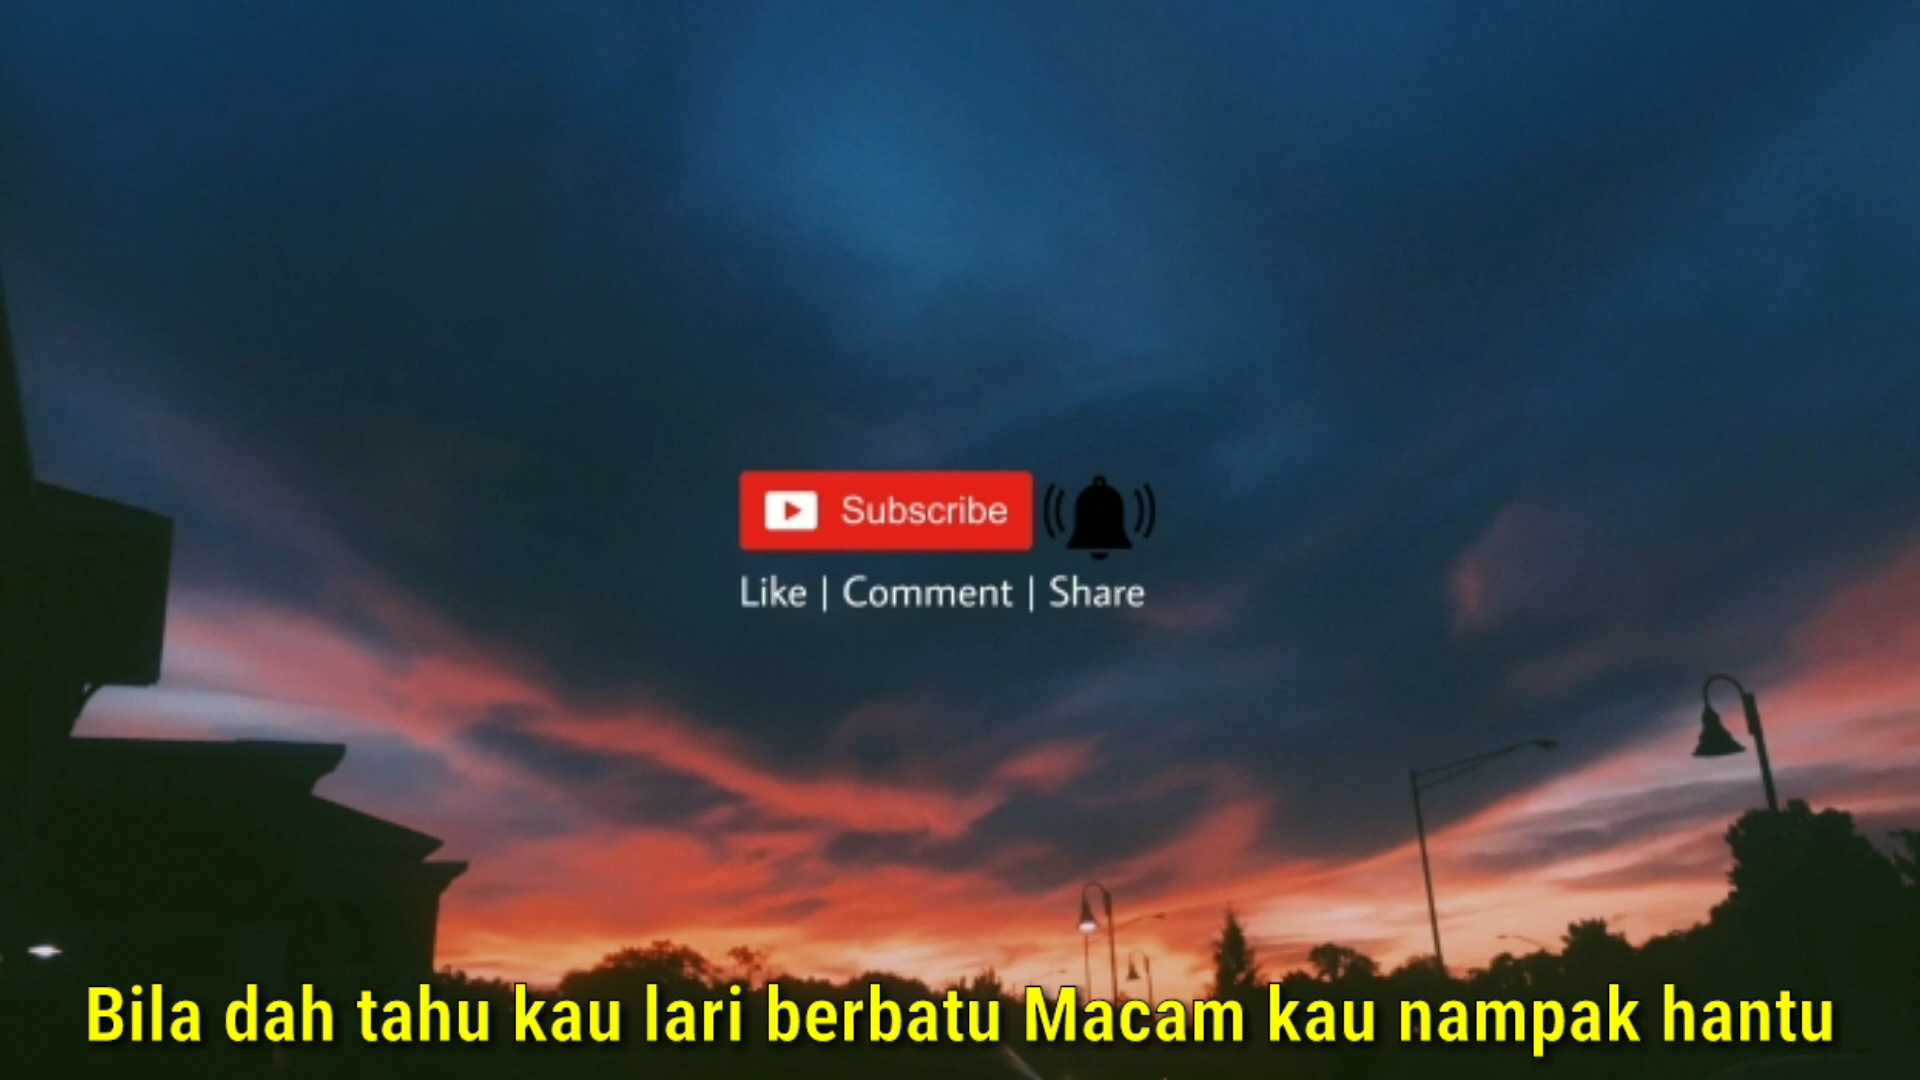 Subscribe
Like | Comment | Share
Bila dah tahu kau lari berbatu Macam kau nampak hantu